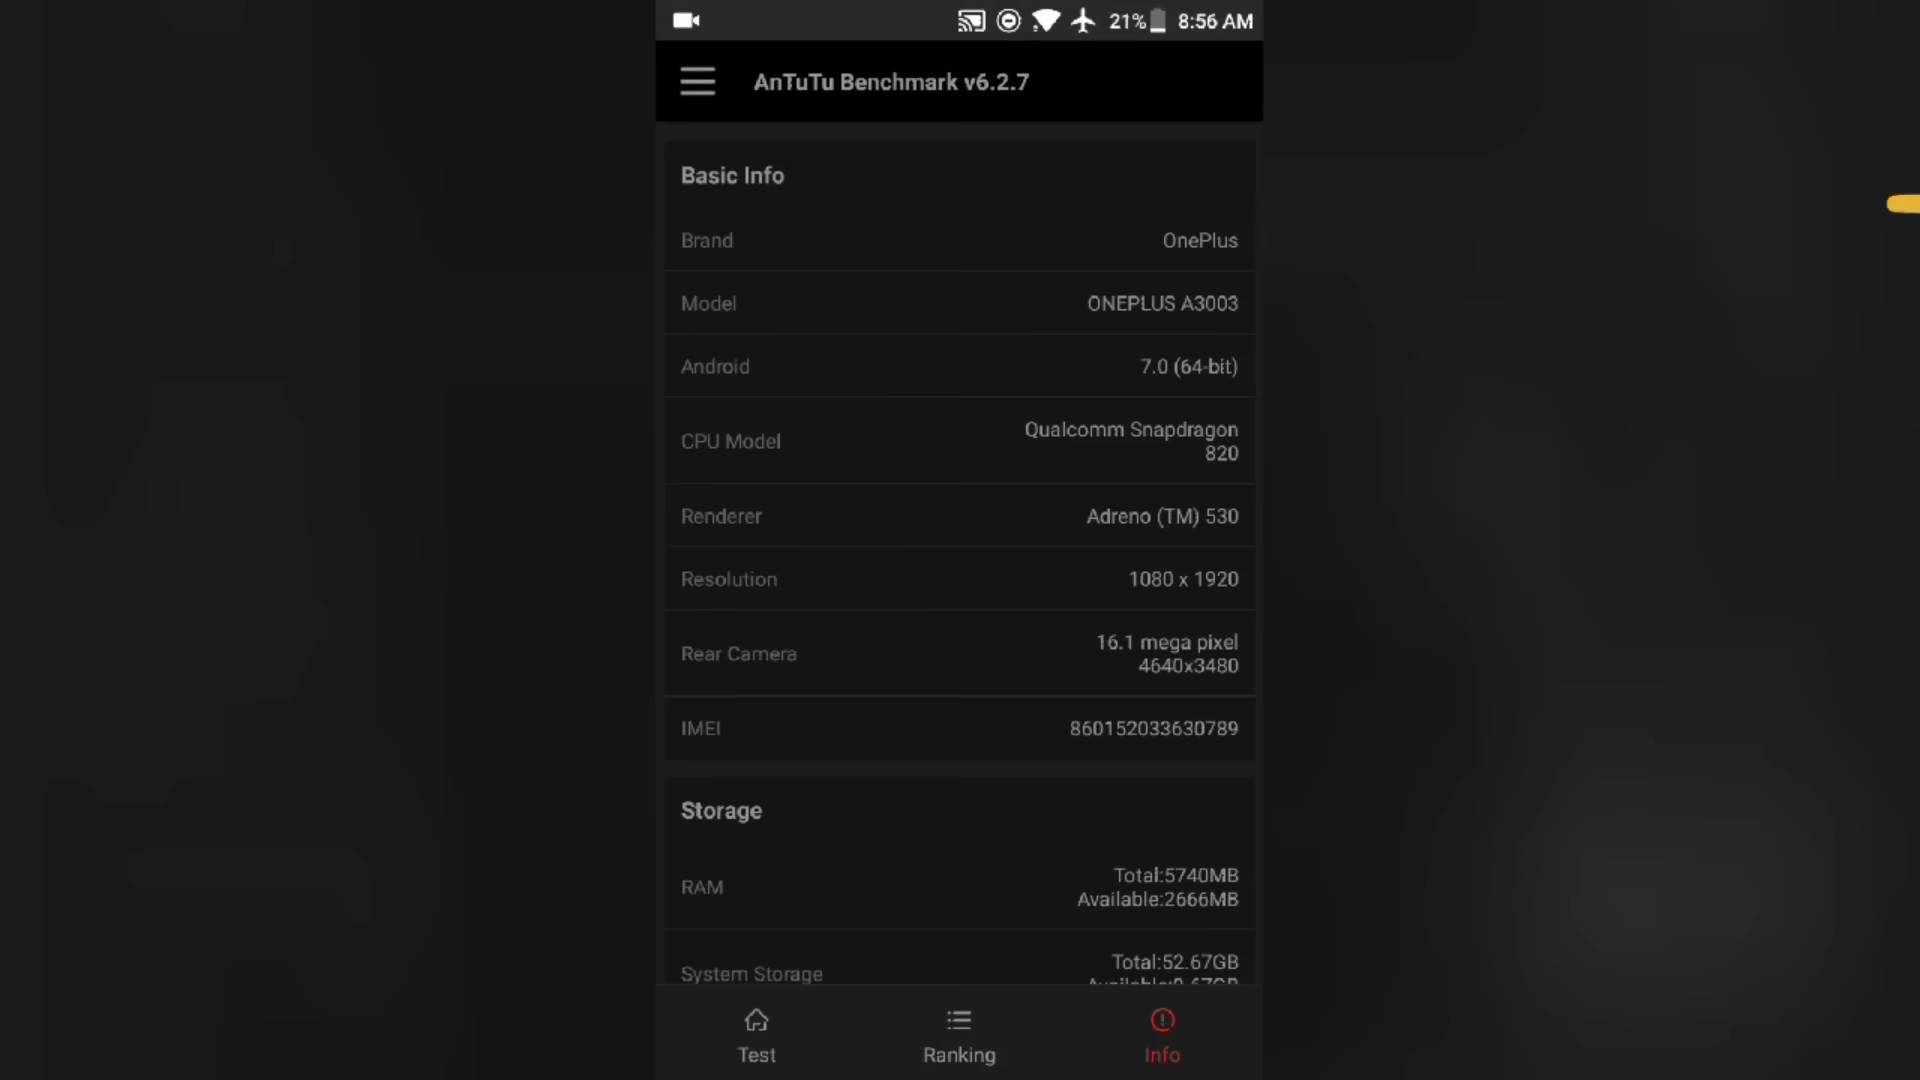 21% 8:56 AM
AnTuTu Benchmark v6.2.7
Basic Info
Brand OnePlus
Model ONEPLUS A3003
Android 7.0 (64-bit)
CPU Model Qualcomm Snapdragon
820
Renderer Adreno (TM) 530
Resolution 1080 x 1920
Rear Camera 16.1 mega pixel
4640x3480
IMEI 860152033630789
Storage
RAM Total:5740MB
Available:2666MB
System Storage Total:52.67GB
Test Ranking Info